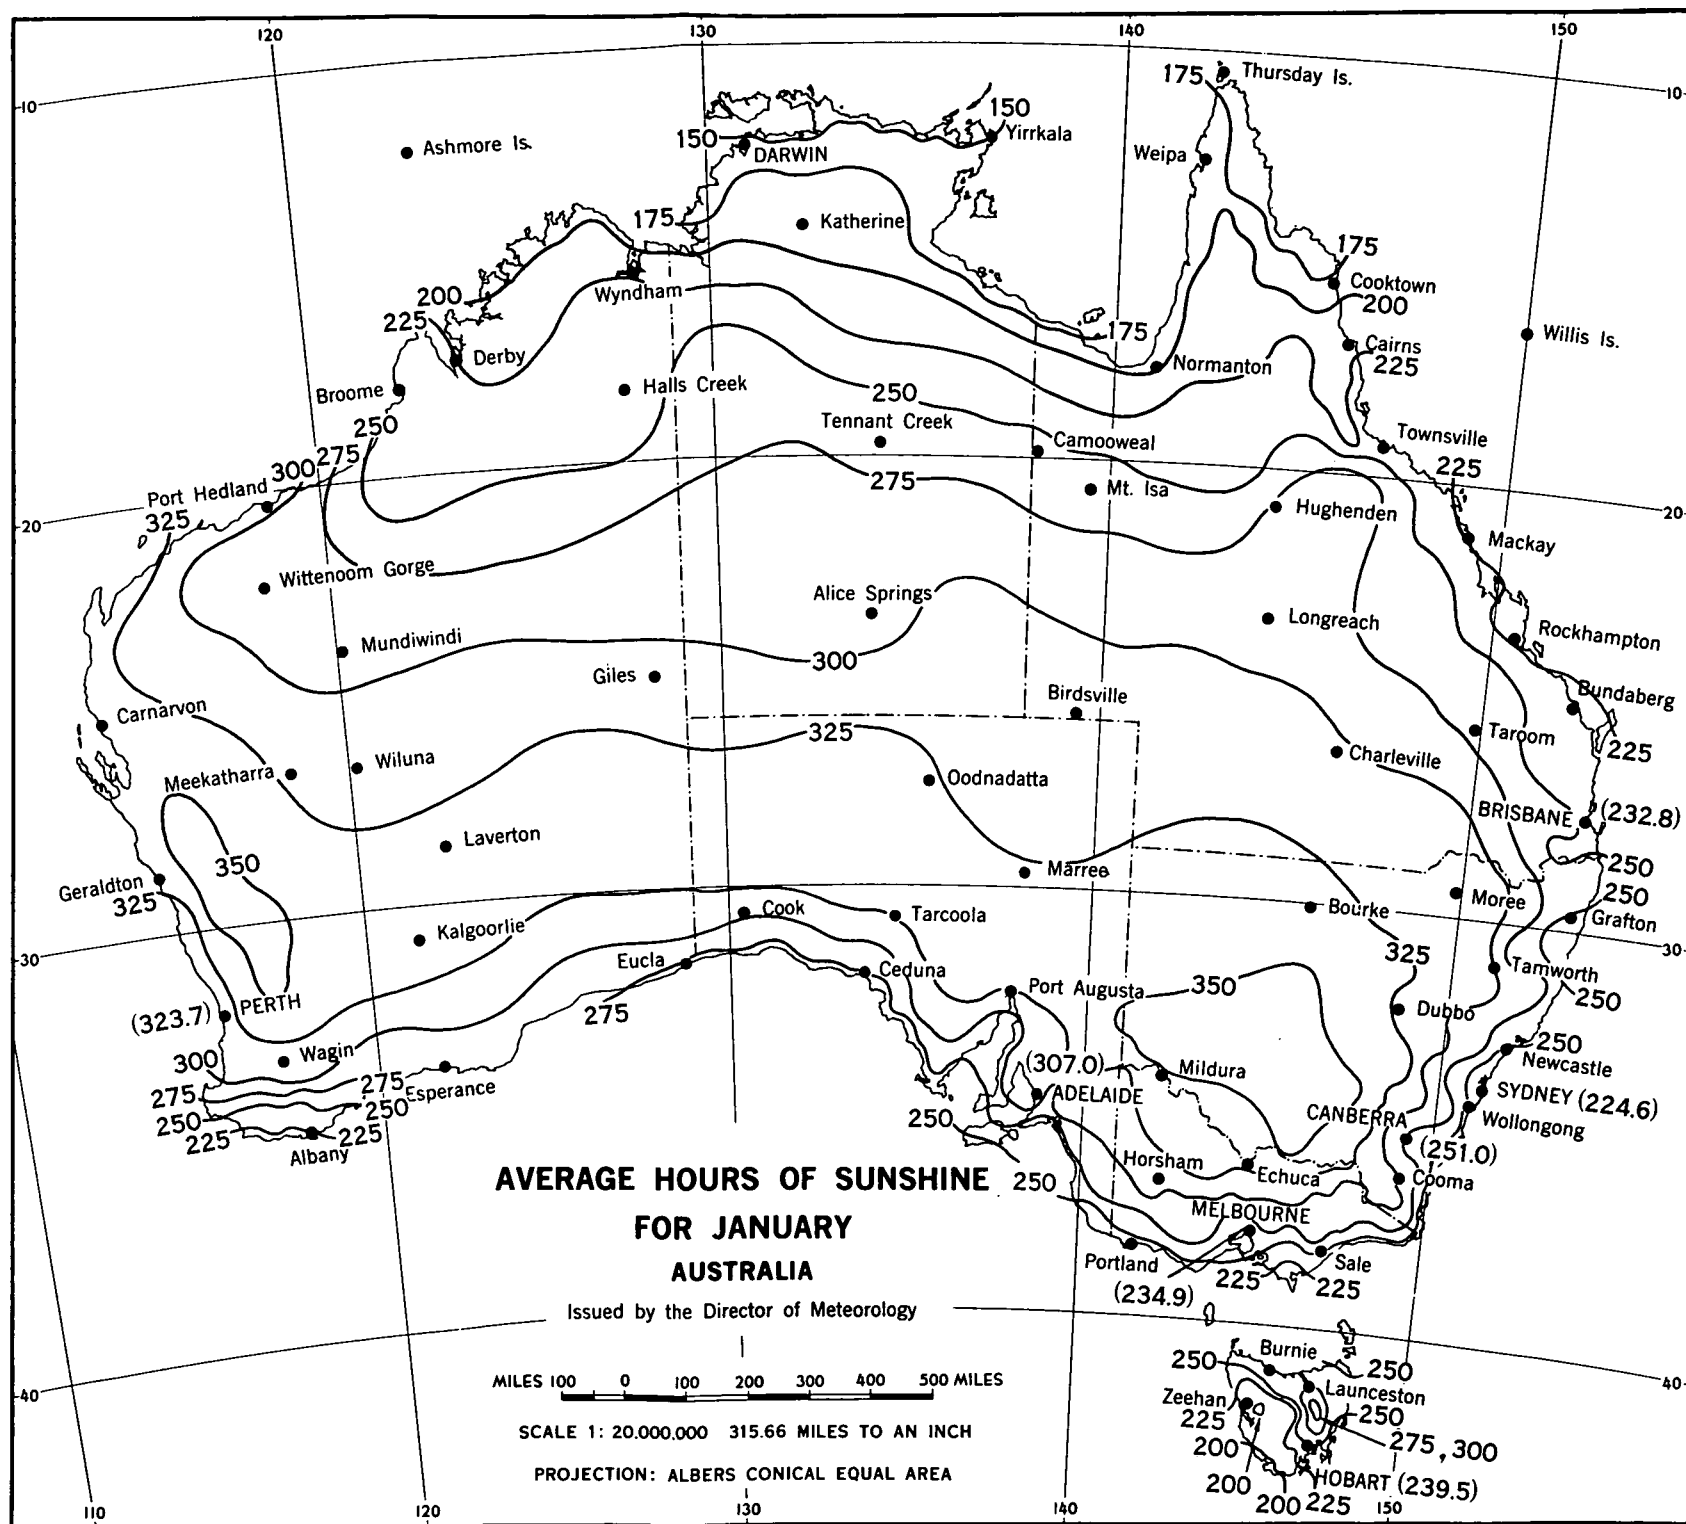 120 130 140 150
10 10
175 Thursday Is.
150
150 Yirrkala
Ashmore Is.
DARWIN
Weipa
175 Katherine
175
Cooktown
200
Wyndham
200
225
Derby
175
Willis Is.
Cairns
225
Normanton
Broome
Halls Creek
250
250
Tennant Creek
Camooweal
Townsville
225
300 275
275
Port Hedland
325
Mt. Isa
Hughenden
20 20
Mackay
Wittenoom Gorge
Alice Springs
Longreach
Rockhampton
Mundiwindi
300
Giles
Birdsville
Bundaberg
Carnarvon
325
Taroom
225
Wiluna
Meekatharra
Oodnadatta
Charleville
BRISBANE (232.8)
Laverton
350
Marree
250
Geraldton
325
250
Moree
Grafton
Cook
Tarcoola
Bourke
Kalgoorlie
30 30
Eucla
Ceduna
325
Tamworth
Port Augusta
350
250
PERTH
(323.7)
275
Dubbo
250
Newcastle
300
Wagin
(307.0)
Mildura
275
275
Esperance
ADELAIDE
SYDNEY (224.6)
250
250
250
CANBERRA
Wollongong
225
225
Albany
(251.0)
Horsham
Echuca
Cooma
250
MELBOURNE
Portland
Sale
225
225
(234.9)
AVERAGE HOURS OF SUNSHINE
FOR JANUARY
AUSTRALIA
Issued by the Director of Meteorology
Burnie
250
250
MILES 100 0 100 200 300 400 500 MILES
40 40
Launceston
Zeehan
225
250
SCALE 1: 20.000.000 315.66 MILES TO AN INCH
200
275, 300
PROJECTION: ALBERS CONICAL EQUAL AREA
200
HOBART (239.5)
200 225
110 120 130 140 150